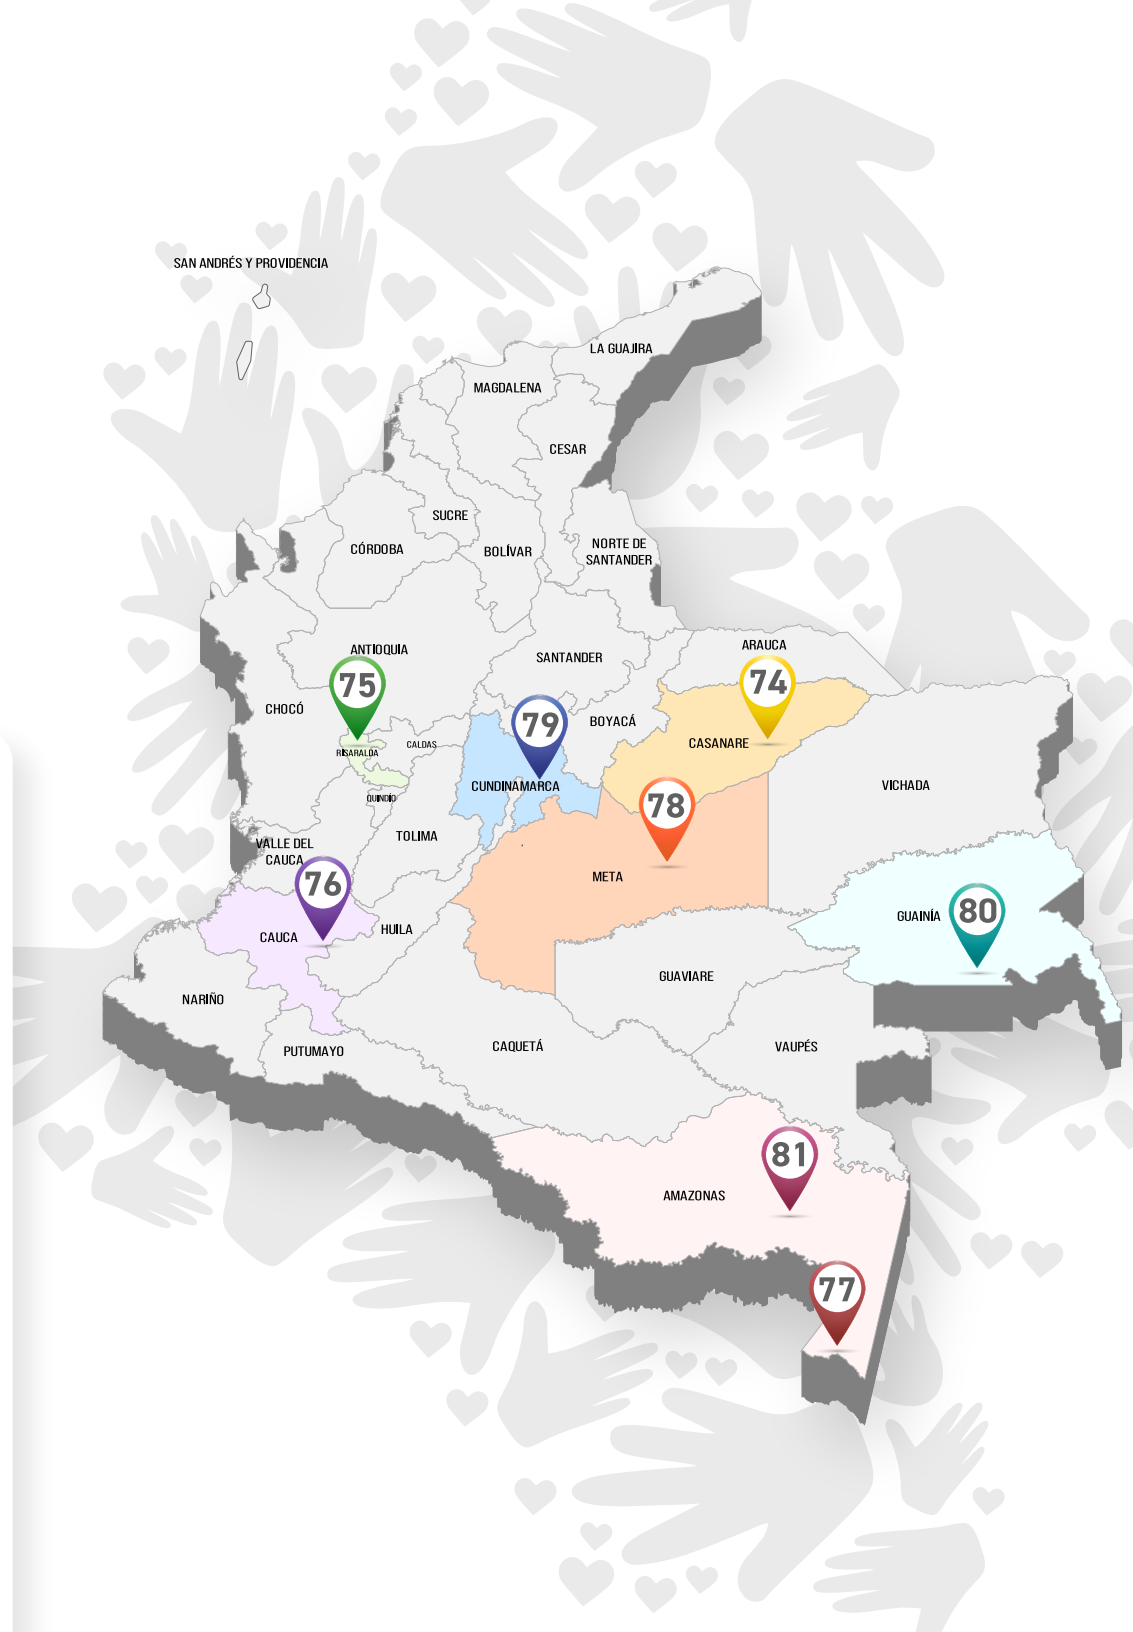 SAN ANDRÉS Y PROVIDENCIA
LA GUAJIRA
MAGDALENA
CESAR
SUCRE
CÓRDOBA
BOLÍVAR
NORTE DE
SANTANDER
ANTIOQUIA
SANTANDER
ARAUCA
75
74
CHOCÓ
79
BOYACÁ
CASANARE
RISARALDA
CALDAS
CUNDINAMARCA
VICHADA
QUINDÍO
78
TOLIMA
VALLE DEL
CAUCA
META
76
GUAINÍA
80
CAUCA
HUILA
GUAVIARE
NARIÑO
CAQUETÁ
VAUPÉS
PUTUMAYO
81
AMAZONAS
77